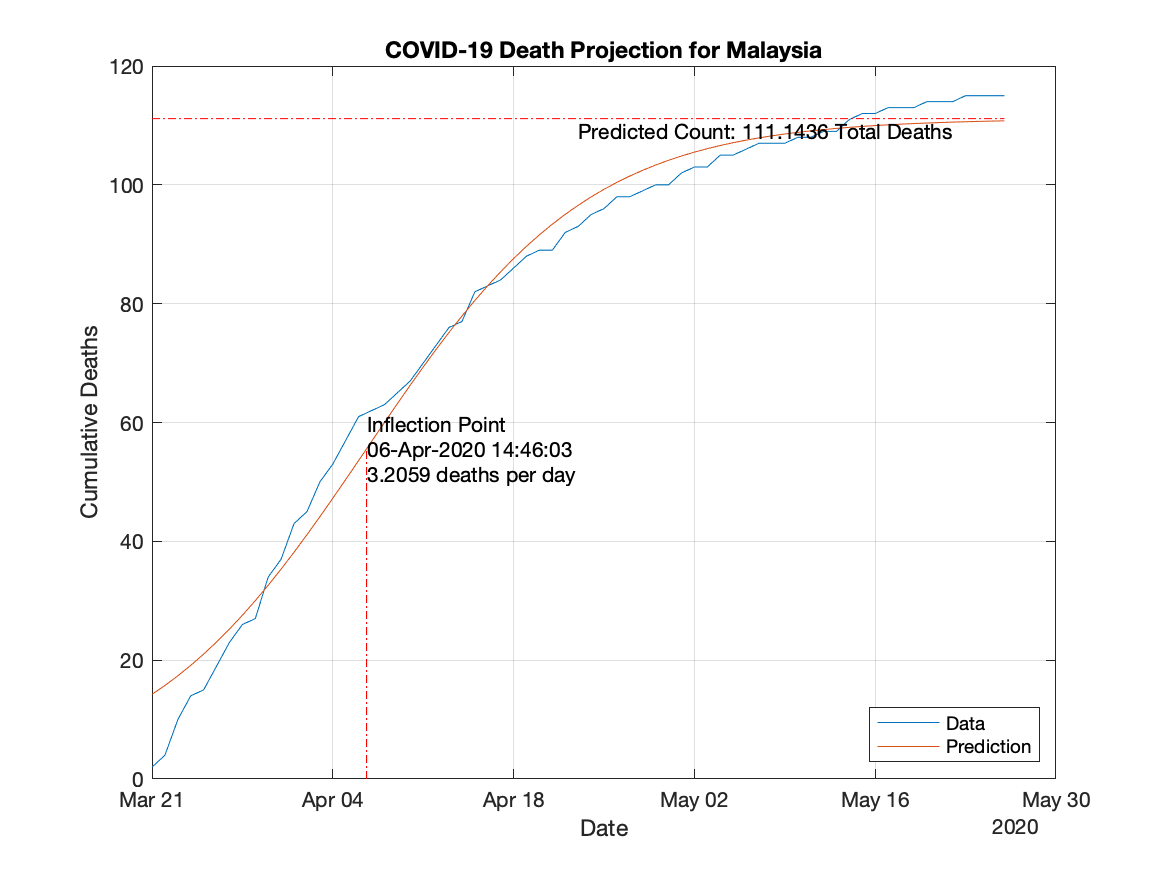 COVID-19 Death Projection for Malaysia
120
Predicted Count: 111.1436 Total Deaths
100
80
60
Inflection Point
06-Apr-2020 14:46:03
3.2059 deaths per day
40
20
0
Cumulative Deaths
Data
Prediction
Mar 21
Apr 04
Apr 18
May 02
May 16
May 30
Date
2020